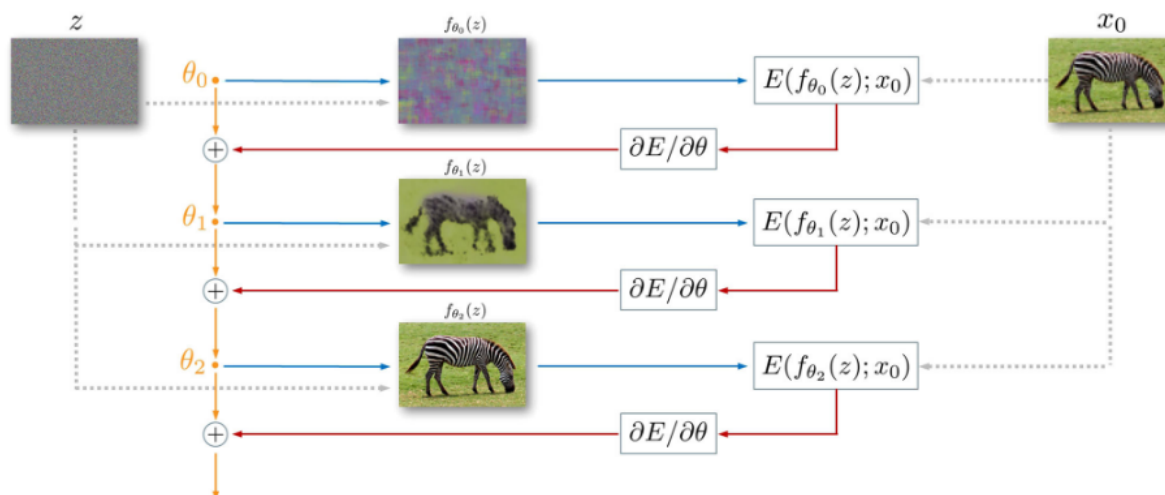 z
f_{θ_0}(z)
x_0
θ_0
E(f_{θ_0}(z); x_0)
+
∂E/∂θ
f_{θ_1}(z)
θ_1
E(f_{θ_1}(z); x_0)
+
∂E/∂θ
f_{θ_2}(z)
θ_2
E(f_{θ_2}(z); x_0)
+
∂E/∂θ